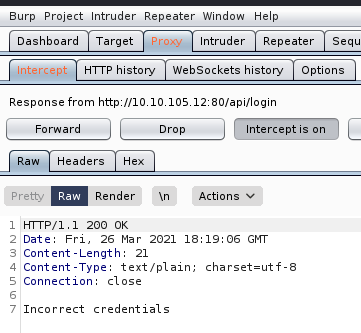 Burp Project Intruder Repeater Window Help
Dashboard Target Proxy Intruder Repeater Sequ
Intercept HTTP history WebSockets history Options
Response from http://10.10.105.12:80/api/login
Forward Drop Intercept is on
Raw Headers Hex
Pretty Raw Render \n Actions
1 HTTP/1.1 200 OK
2 Date: Fri, 26 Mar 2021 18:19:06 GMT
3 Content-Length: 21
4 Content-Type: text/plain; charset=utf-8
5 Connection: close
6
7 Incorrect credentials